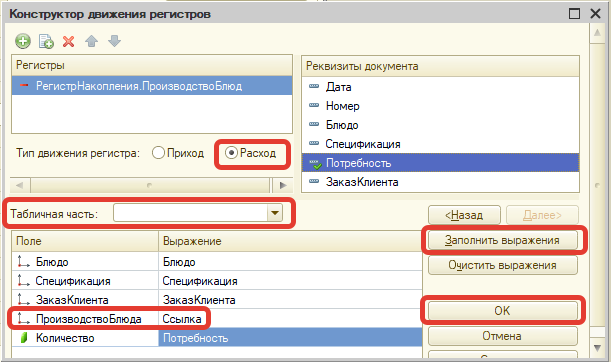 Конструктор движения регистров
Регистры
РегистрНакопления.ПроизводствоБлюд
Тип движения регистра: Приход Расход
Реквизиты документа
Дата
Номер
Блюдо
Спецификация
Потребность
ЗаказКлиента
Табличная часть:
<Назад Далее>
Поле Выражение
Блюдо Блюдо
Спецификация Спецификация
ЗаказКлиента ЗаказКлиента
ПроизводствоБлюда Ссылка
Количество Потребность
Заполнить выражения
Очистить выражения
ОК
Отмена